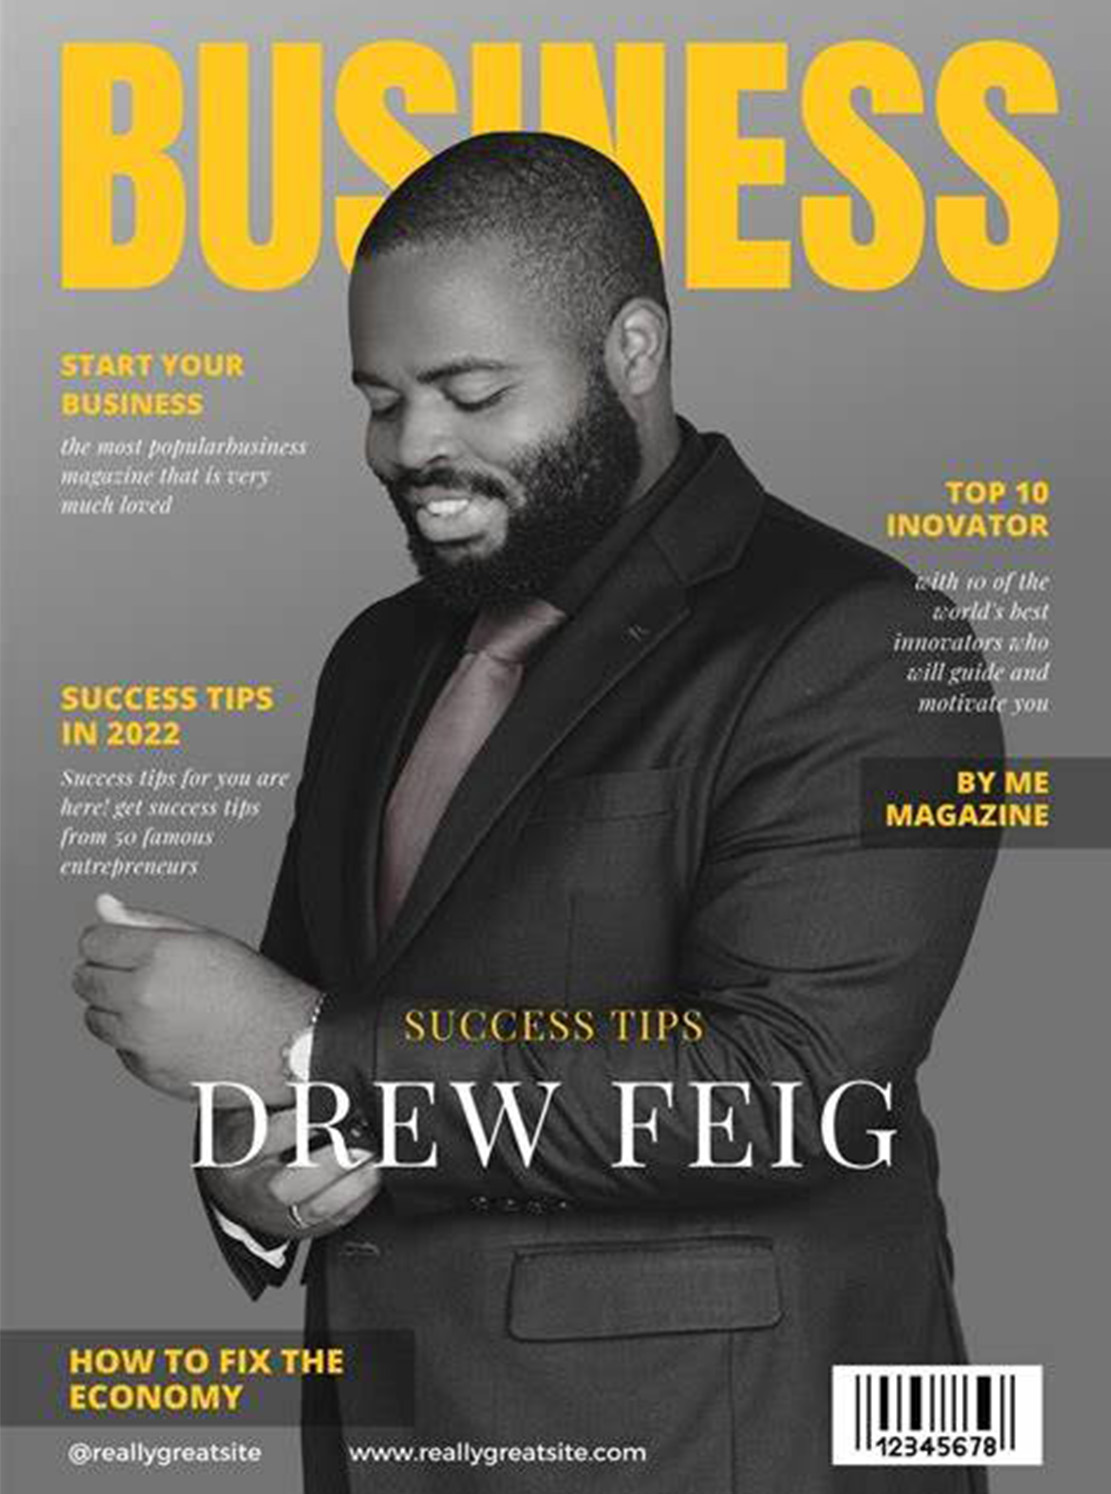 BUSINESS
START YOUR
BUSINESS
the most popularbusiness
magazine that is very
much loved
TOP 10
INOVATOR
with 10 of the
world's best
innovators who
will guide and
motivate you
SUCCESS TIPS
IN 2022
Success tips for you are
here! get success tips
from 50 famous
entrepreneurs
BY ME
MAGAZINE
SUCCESS TIPS
DREW FEIG
HOW TO FIX THE
ECONOMY
@reallygreatsite
www.reallygreatsite.com
12345678